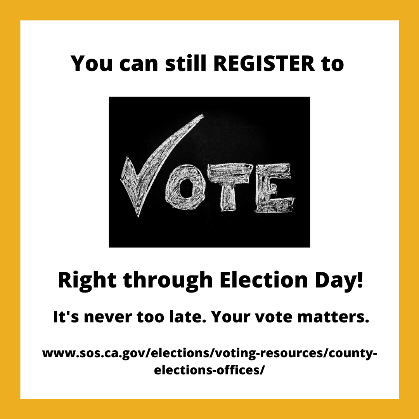 You can still REGISTER to
VOTE
Right through Election Day!
It's never too late. Your vote matters.
www.sos.ca.gov/elections/voting-resources/county-
elections-offices/